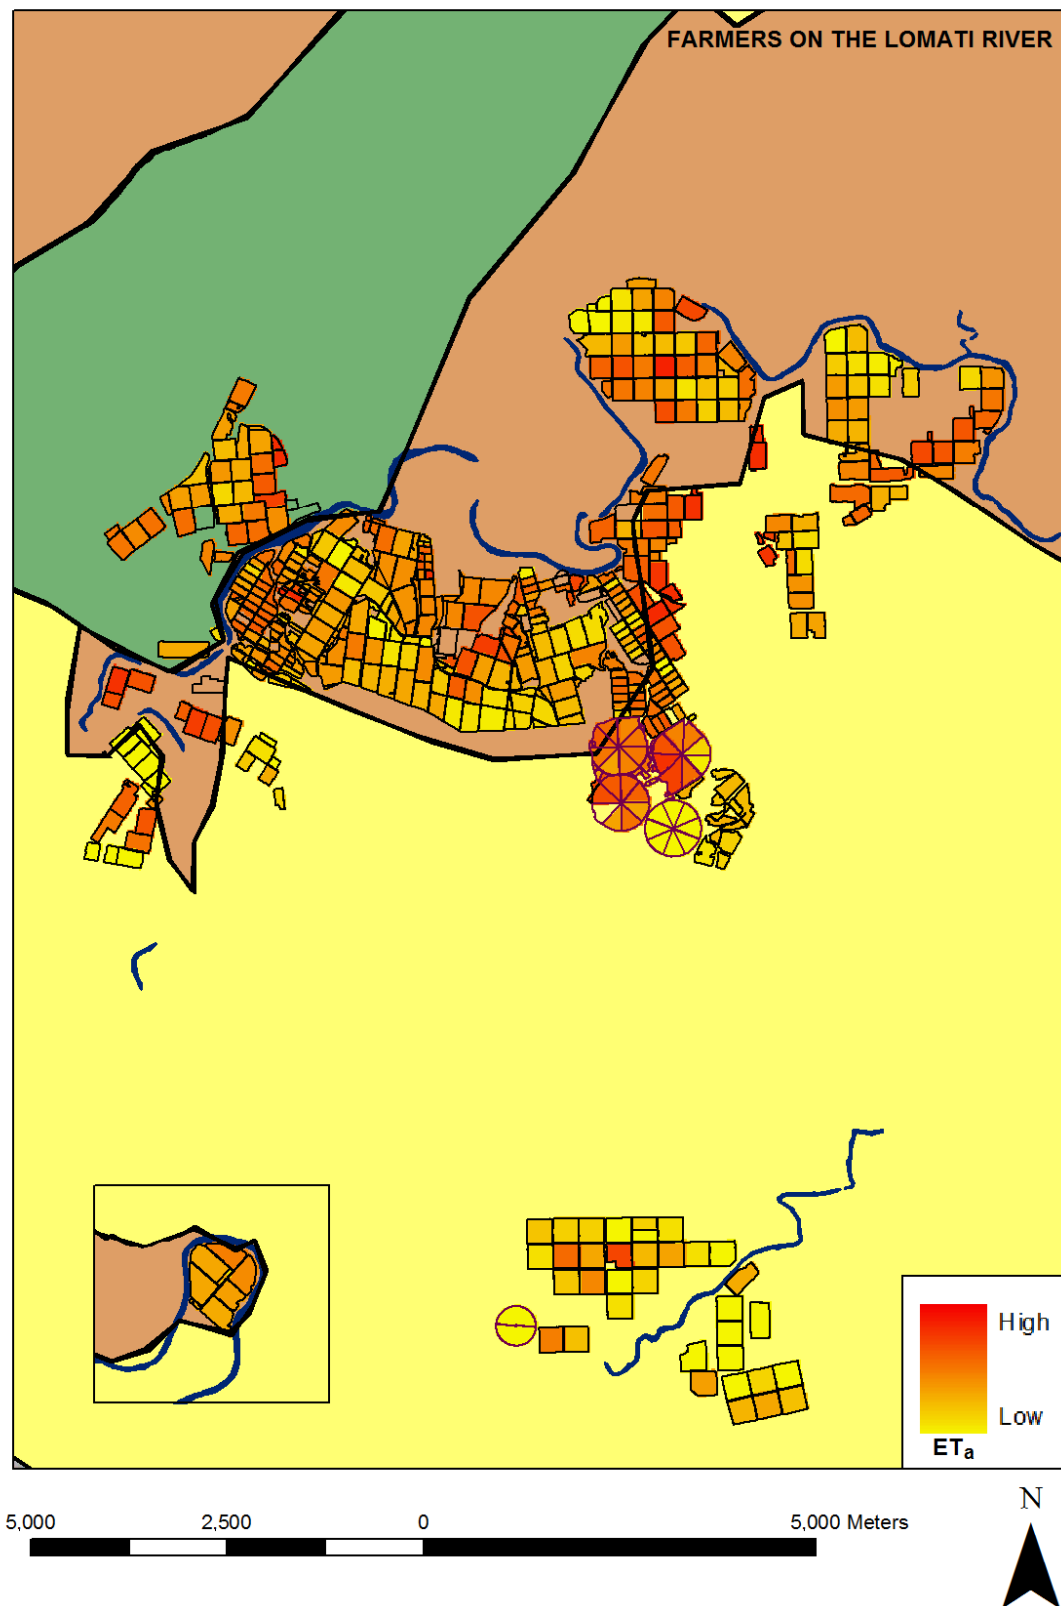 FARMERS ON THE LOMATI RIVER
High
Low
ETa
N
5,000 2,500 0 5,000 Meters